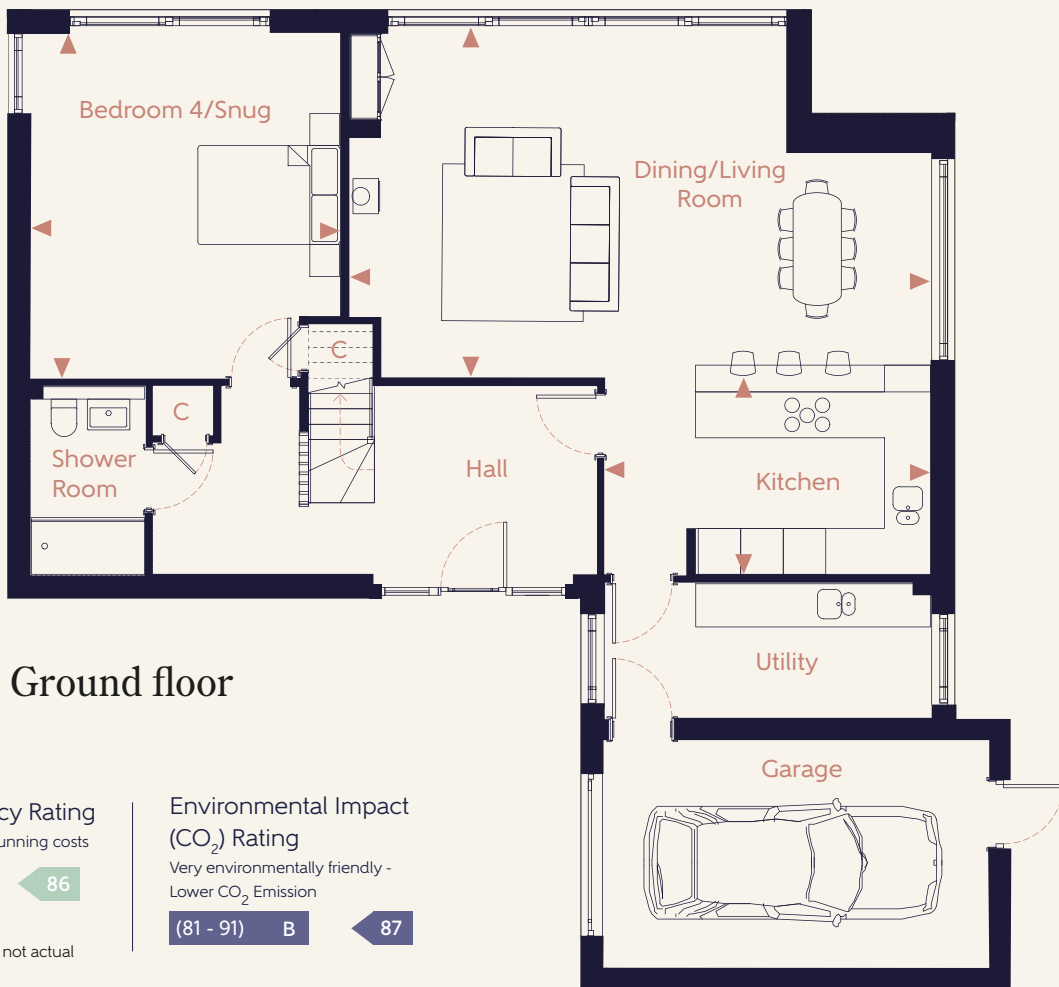 Bedroom 4/Snug
Dining/Living
Room
C
C
Shower
Room
Hall
Kitchen
Utility
Ground floor
Garage
cy Rating
unning costs
86
not actual
Environmental Impact
(CO₂) Rating
Very environmentally friendly -
Lower CO₂ Emission
(81 - 91) B
87